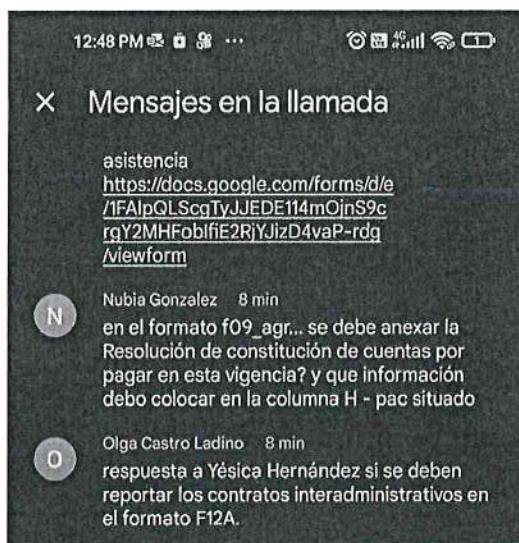 12:48 PM ...
4G
1
× Mensajes en la llamada
asistencia
https://docs.google.com/forms/d/e
/1FAIpQLScgTyJJEDE114mOjnS9c
rgY2MHFoblfiE2RjYJizD4vaP-rdg
/viewform
N
Nubia Gonzalez 8 min
en el formato f09_agr... se debe anexar la
Resolución de constitución de cuentas por
pagar en esta vigencia? y que información
debo colocar en la columna H - pac situado
O
Olga Castro Ladino 8 min
respuesta a Yésica Hernández si se deben
reportar los contratos interadministrativos en
el formato F12A.